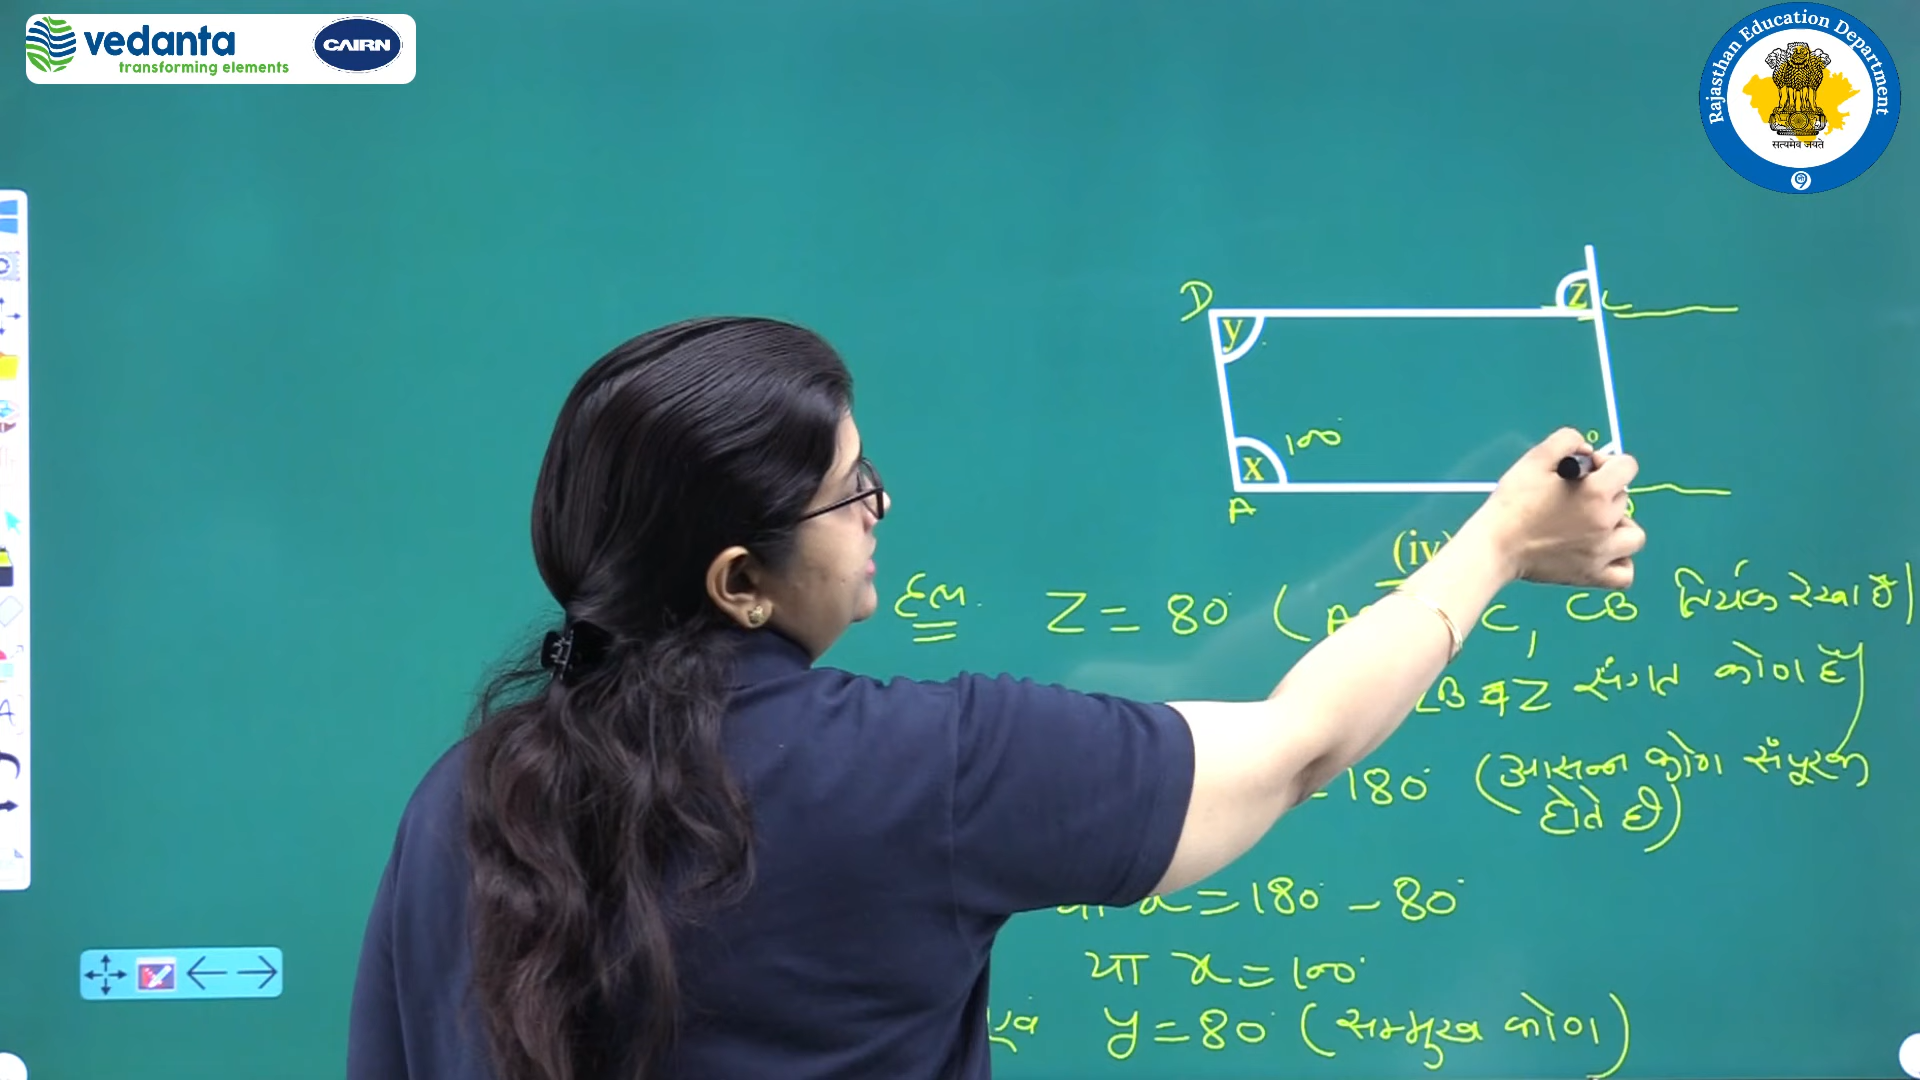 vedanta
transforming elements
CAIRN
Rajasthan Education Department
सत्यमेव जयते
D
y
Z
C
100°
x
°
A
(iv)
हल. Z = 80° ( A C, CB तिर्यक रेखा है।
∠B व Z संगत कोण है)
= 180° (आसन्न कोण संपूरक
होते है)
या x = 180° - 80°
या x = 100°
एवं y = 80° (सम्मुख कोण)